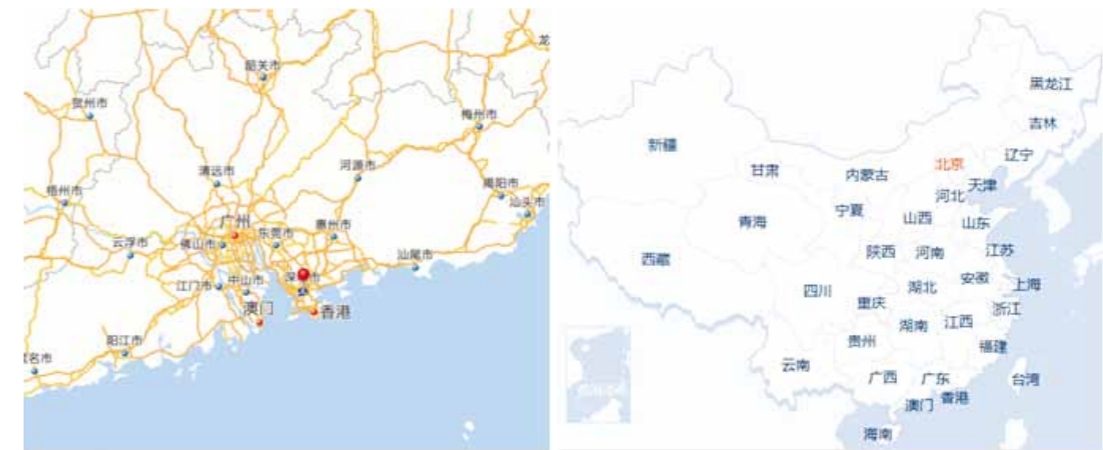 韶关市
贺州市
梅州市
河源市
清远市
揭阳市
梧州市
汕头市
广州
惠州市
东莞市
云浮市
佛山市
汕尾市
江门市
中山市
澳门
香港
阳江市
黑龙江
吉林
新疆
辽宁
北京
甘肃
内蒙古
天津
河北
宁夏
山西
青海
山东
陕西
河南
江苏
西藏
安徽
上海
四川
湖北
重庆
浙江
江西
湖南
贵州
福建
云南
广西
广东
台湾
香港
澳门
海南